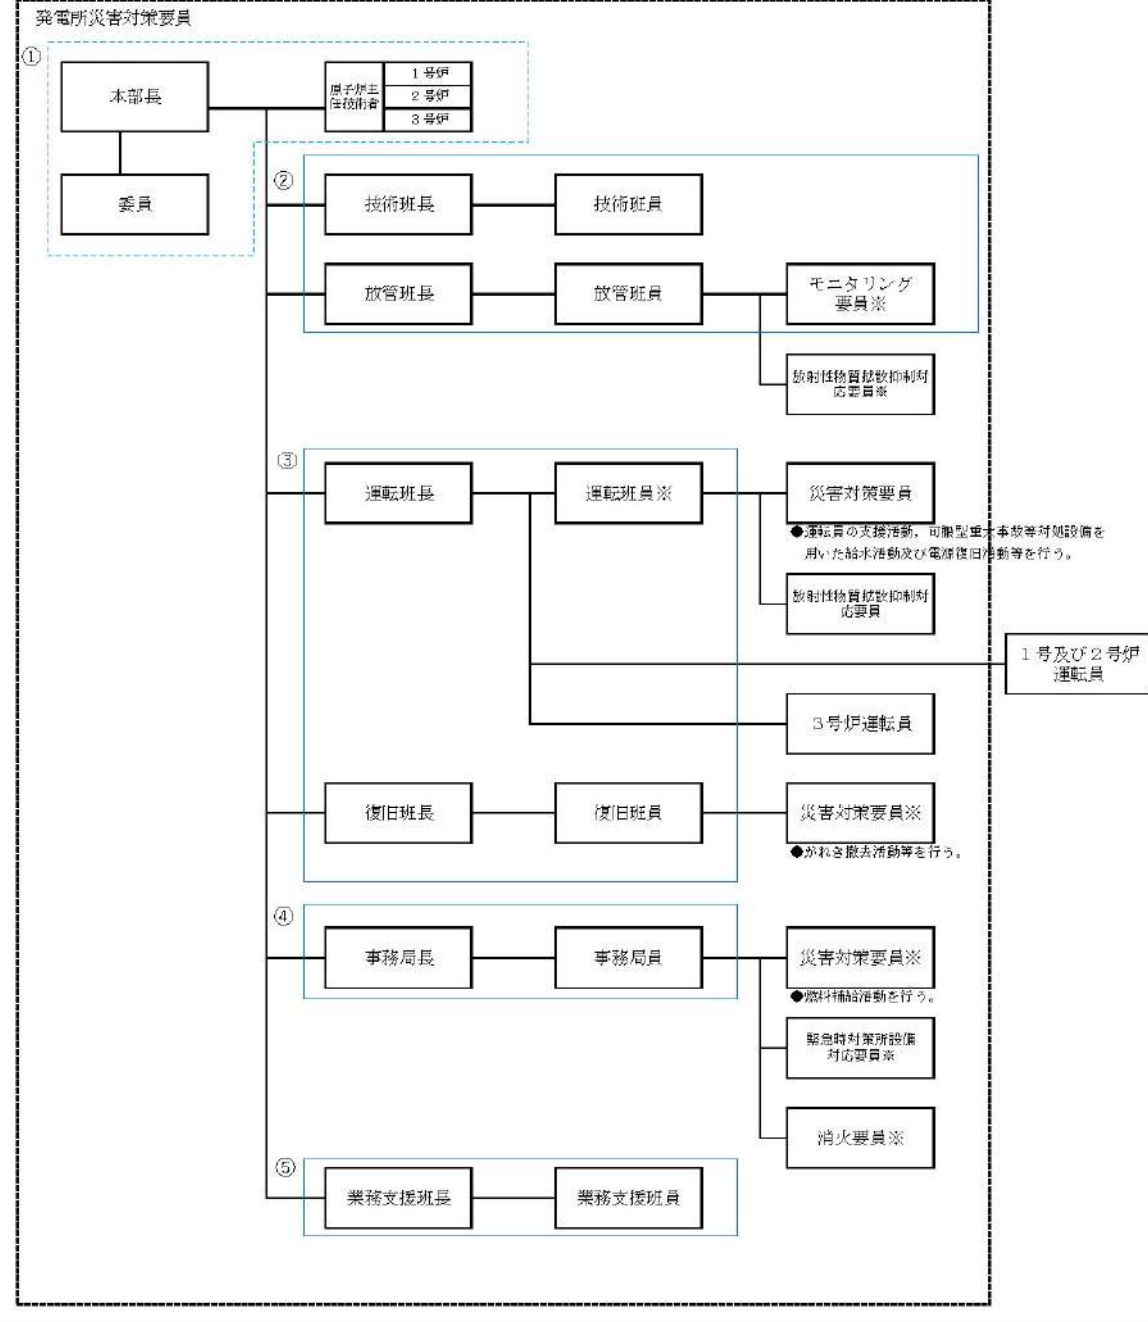 発電所災害対策要員
①
本部長
原子炉主
任技術者
1号炉
2号炉
3号炉
委員
②
技術班長
技術班員
放管班長
放管班員
モニタリング
要員※
放射性物質拡散抑制対
応要員※
③
運転班長
運転班員※
災害対策要員
●運転員の支援活動，可搬型重大事故等対処設備を
用いた給水活動及び電源復旧活動等を行う。
放射性物質拡散抑制対
応要員
1号及び2号炉
運転員
3号炉運転員
復旧班長
復旧班員
災害対策要員※
●がれき撤去活動等を行う。
④
事務局長
事務局員
災害対策要員※
●燃料補給活動を行う。
緊急時対策所設備
対応要員※
消火要員※
⑤
業務支援班長
業務支援班員